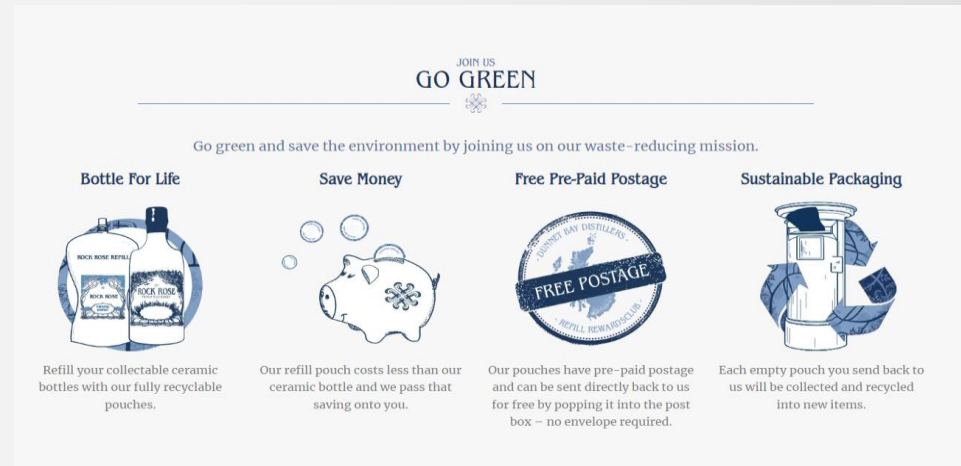 JOIN US
GO GREEN
Go green and save the environment by joining us on our waste-reducing mission.
Bottle For Life
ROCK ROSE REFILL
ROCK ROSE
ROCK ROSE
Refill your collectable ceramic
bottles with our fully recyclable
pouches.
Save Money
Our refill pouch costs less than our
ceramic bottle and we pass that
saving onto you.
Free Pre-Paid Postage
· DUNNET BAY DISTILLERS ·
FREE POSTAGE
· REFILL REWARDS CLUB ·
Our pouches have pre-paid postage
and can be sent directly back to us
for free by popping it into the post
box – no envelope required.
Sustainable Packaging
Each empty pouch you send back to
us will be collected and recycled
into new items.